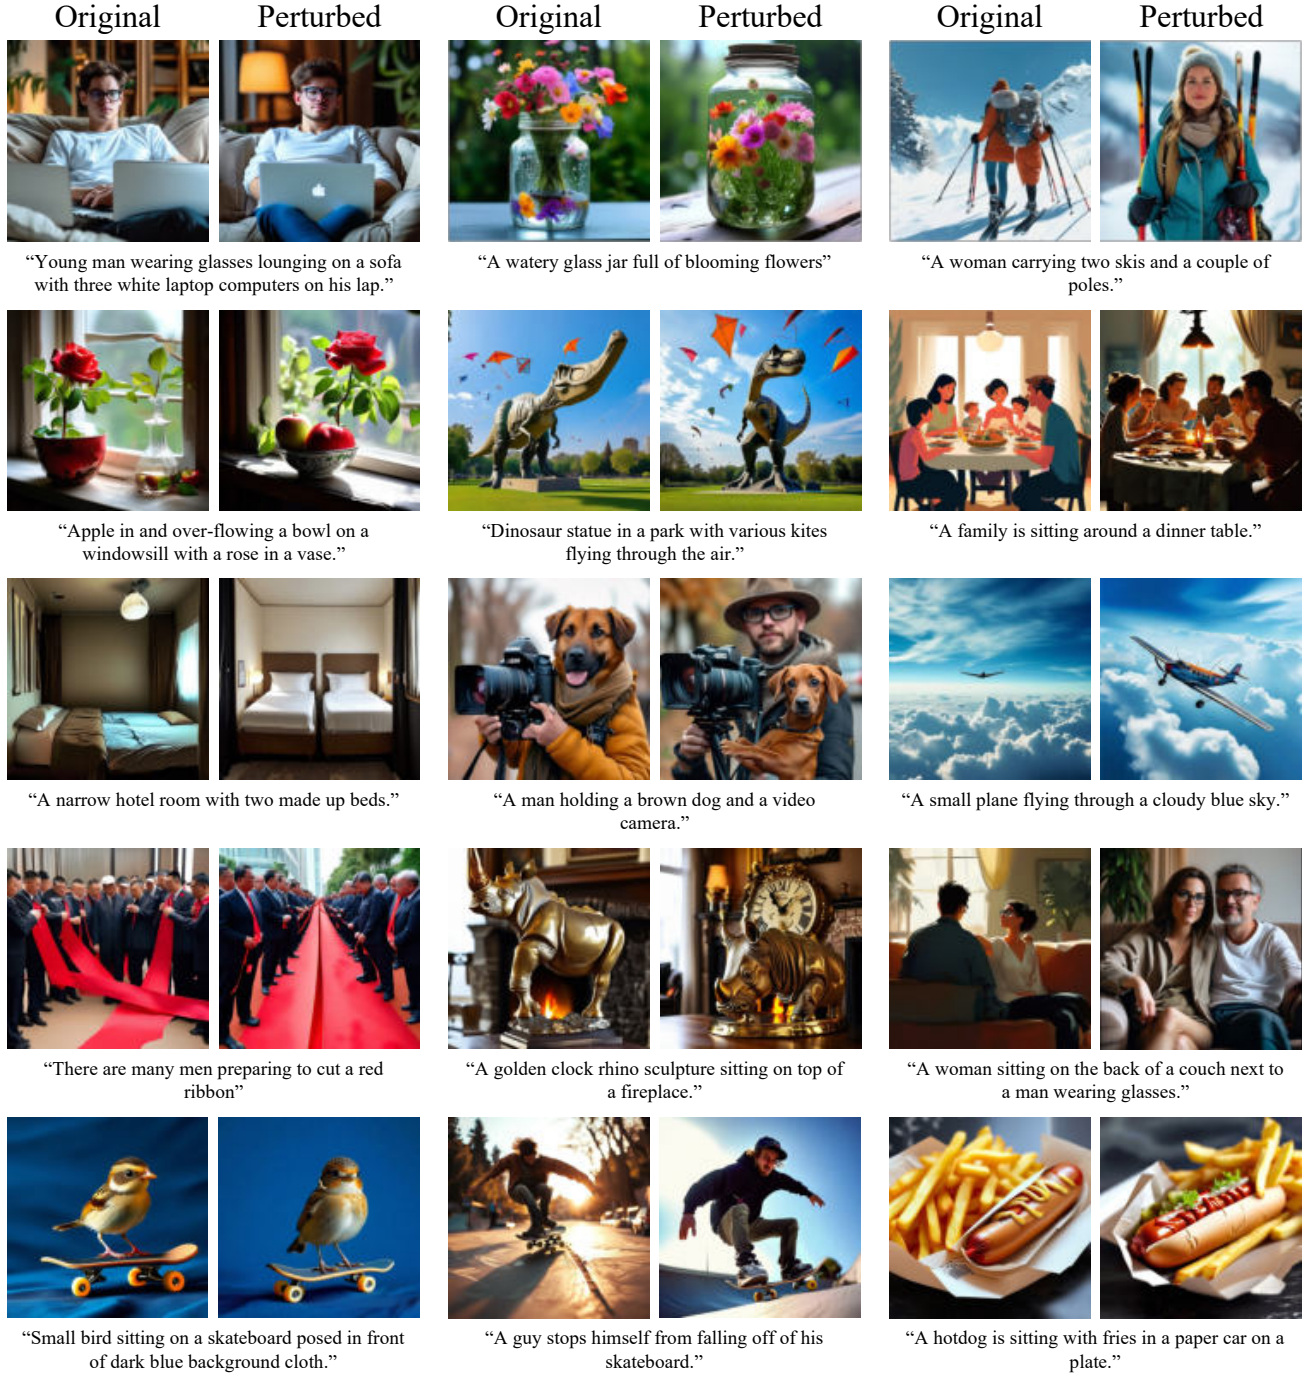 Original Perturbed Original Perturbed Original Perturbed
“Young man wearing glasses lounging on a sofa
with three white laptop computers on his lap.”
“A watery glass jar full of blooming flowers”
“A woman carrying two skis and a couple of
poles.”
“Apple in and over-flowing a bowl on a
windowsill with a rose in a vase.”
“Dinosaur statue in a park with various kites
flying through the air.”
“A family is sitting around a dinner table.”
“A narrow hotel room with two made up beds.”
“A man holding a brown dog and a video
camera.”
“A small plane flying through a cloudy blue sky.”
“There are many men preparing to cut a red
ribbon”
“A golden clock rhino sculpture sitting on top of
a fireplace.”
“A woman sitting on the back of a couch next to
a man wearing glasses.”
“Small bird sitting on a skateboard posed in front
of dark blue background cloth.”
“A guy stops himself from falling off of his
skateboard.”
“A hotdog is sitting with fries in a paper car on a
plate.”